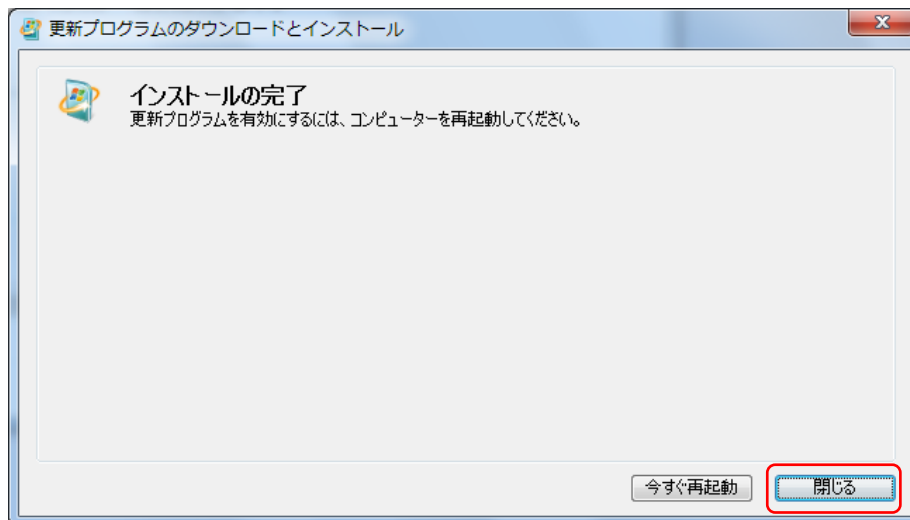 更新プログラムのダウンロードとインストール
インストールの完了
更新プログラムを有効にするには、コンピューターを再起動してください。
今すぐ再起動
閉じる